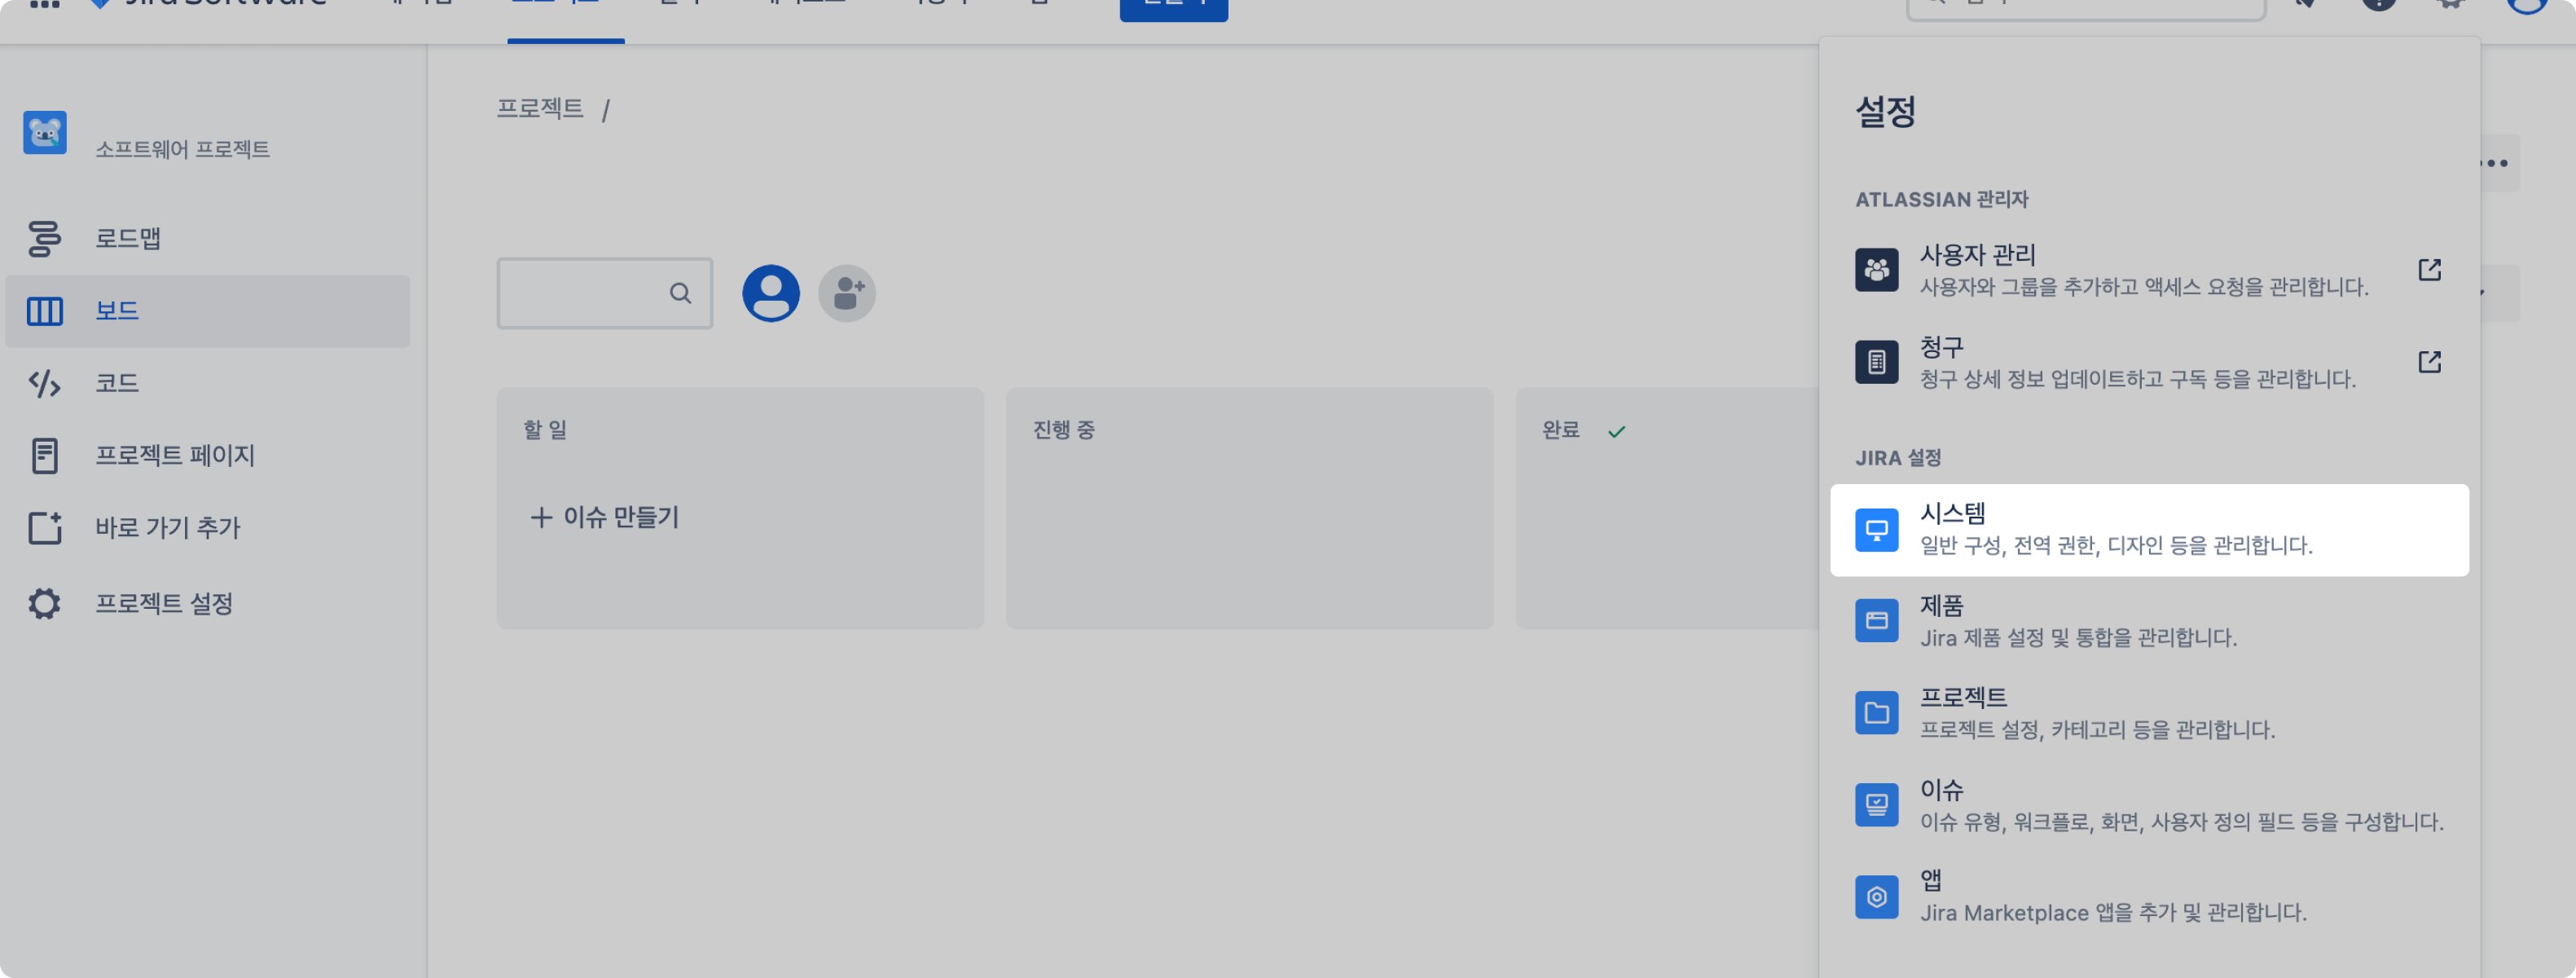 Jira Software
프로젝트 /
소프트웨어 프로젝트
로드맵
보드
코드
프로젝트 페이지
바로 가기 추가
프로젝트 설정
할 일
+ 이슈 만들기
진행 중
완료
설정
ATLASSIAN 관리자
사용자 관리
사용자와 그룹을 추가하고 액세스 요청을 관리합니다.
청구
청구 상세 정보 업데이트하고 구독 등을 관리합니다.
JIRA 설정
시스템
일반 구성, 전역 권한, 디자인 등을 관리합니다.
제품
Jira 제품 설정 및 통합을 관리합니다.
프로젝트
프로젝트 설정, 카테고리 등을 관리합니다.
이슈
이슈 유형, 워크플로, 화면, 사용자 정의 필드 등을 구성합니다.
앱
Jira Marketplace 앱을 추가 및 관리합니다.